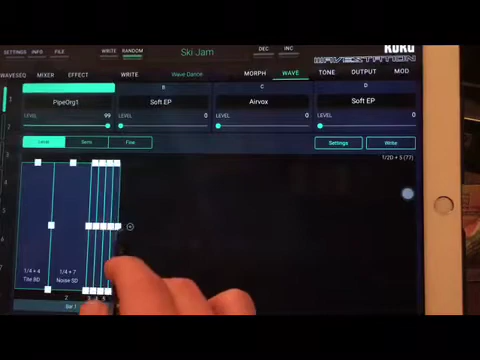 SETTINGS INFO FILE WRITE RANDOM Ski Jam DEC INC KORG
WAVESTATION
WAVESEQ MIXER EFFECT WRITE Wave Dance MORPH WAVE TONE OUTPUT MOD
B C D
PipeOrg1 Soft EP Airvox Soft EP
LEVEL 99 LEVEL 0 LEVEL 0 LEVEL 0
Level Semi Fine Settings Write
1/2D + 5 (77)
1/4 + 4 1/4 + 7
Tite BD Noise SD
2 3 4 5